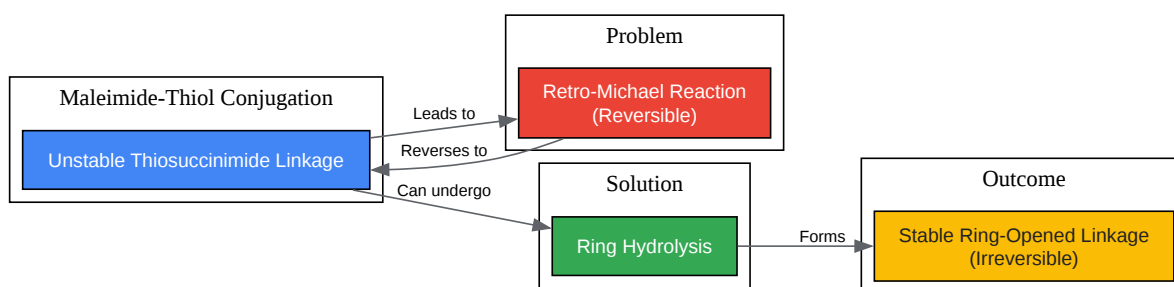 Problem
Retro-Michael Reaction
(Reversible)
Maleimide-Thiol Conjugation
Unstable Thiosuccinimide Linkage
Leads to
Reverses to
Can undergo
Solution
Ring Hydrolysis
Forms
Outcome
Stable Ring-Opened Linkage
(Irreversible)